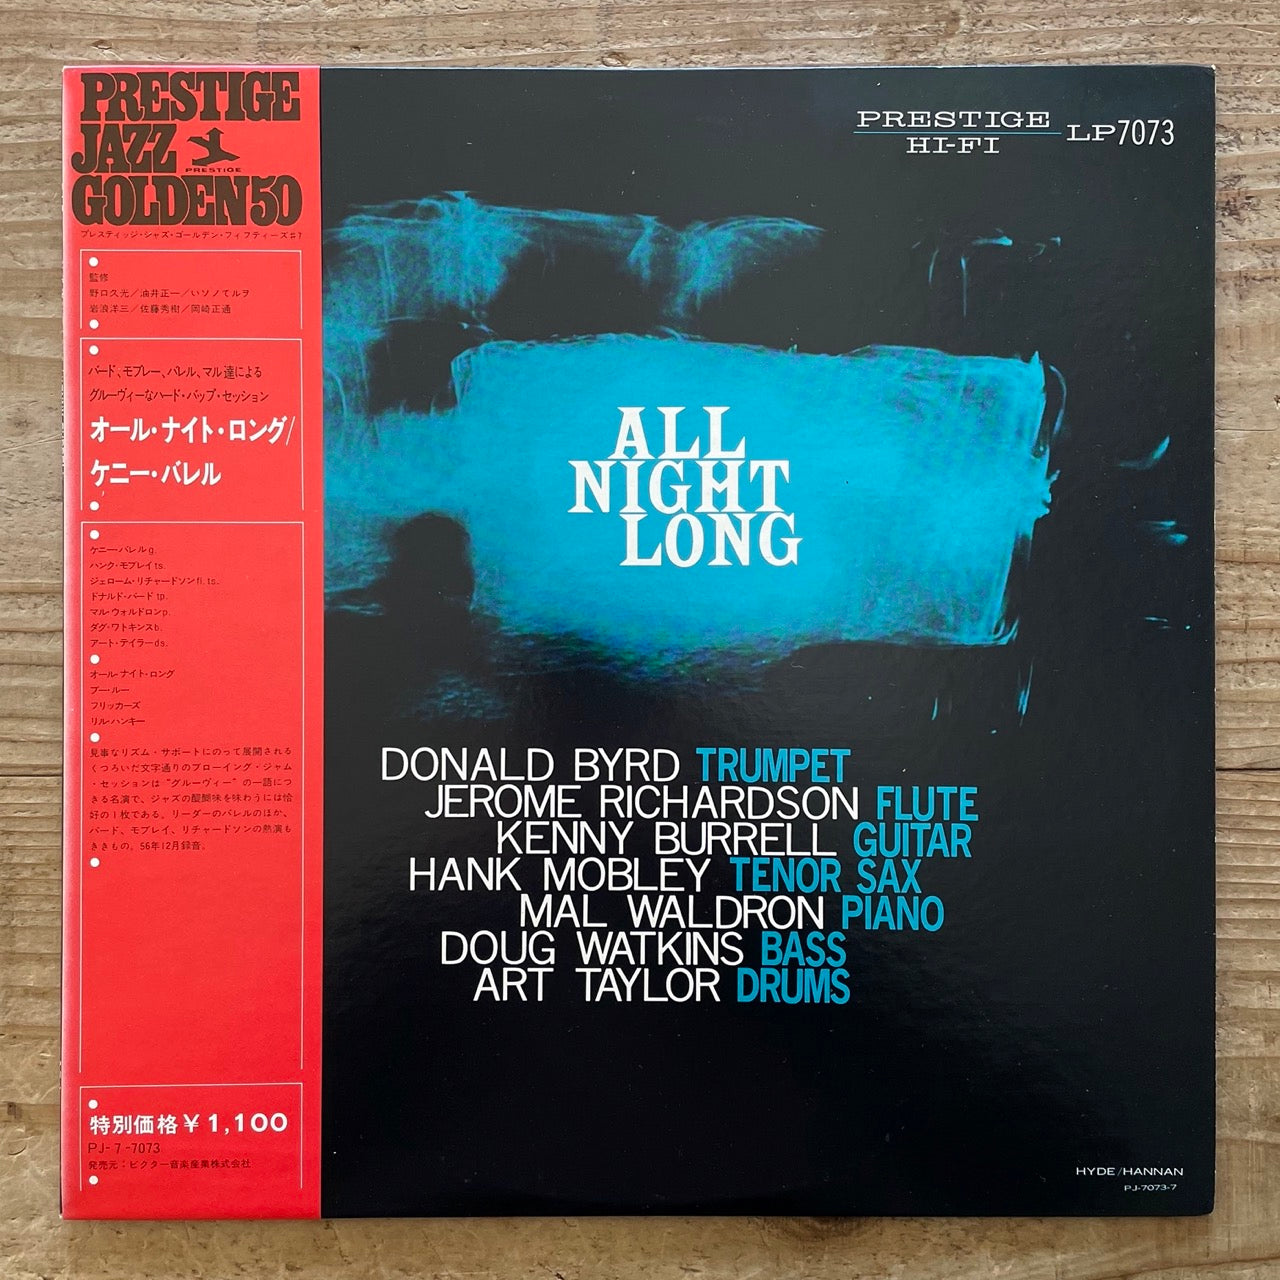 PRESTIGE
JAZZ
PRESTIGE
GOLDEN 50
プレスティッジ・ジャズ・ゴールデン・フィフティーズ#7
監修
野口久光／油井正一／いソノてルヲ
岩浪洋三／佐藤秀樹／岡崎正通
バード、モブレー、バレル、マル達による
グルーヴィーなハード・バップ・セッション
オール・ナイト・ロング/
ケニー・バレル
ケニー・バレルg.
ハンク・モブレイts.
ジェローム・リチャードソンfl.ts.
ドナルド・バード tp.
マル・ウォルドロンp.
ダグ・ワトキンスb.
アート・テイラーds.
オール・ナイト・ロング
ブー・ルー
フリッカーズ
リル・ハンキー
見事なリズム・サポートにのって展開される
くつろいだ文字通りのブローイング・ジャム
・セッションは“グルーヴィー”の一語につ
きる名演で、ジャズの醍醐味を味わうには恰
好の1枚である。リーダーのバレルのほか、
バード、モブレイ、リチャードソンの熱演も
ききもの。56年12月録音。
特別価格¥1,100
PJ-7-7073
発売元：ビクター音楽産業株式会社
PRESTIGE
HI-FI
LP7073
ALL
NIGHT
LONG
DONALD BYRD TRUMPET
JEROME RICHARDSON FLUTE
KENNY BURRELL GUITAR
HANK MOBLEY TENOR SAX
MAL WALDRON PIANO
DOUG WATKINS BASS
ART TAYLOR DRUMS
HYDE/HANNAN
PJ-7073-7